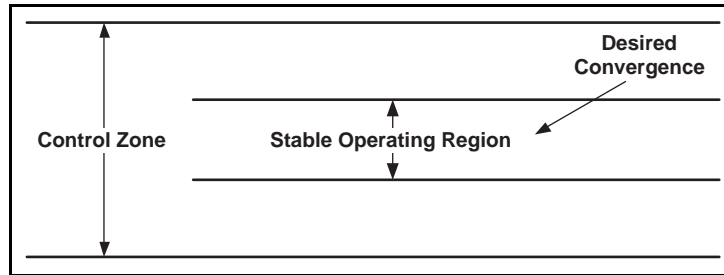 Desired
Convergence
Control Zone
Stable Operating Region